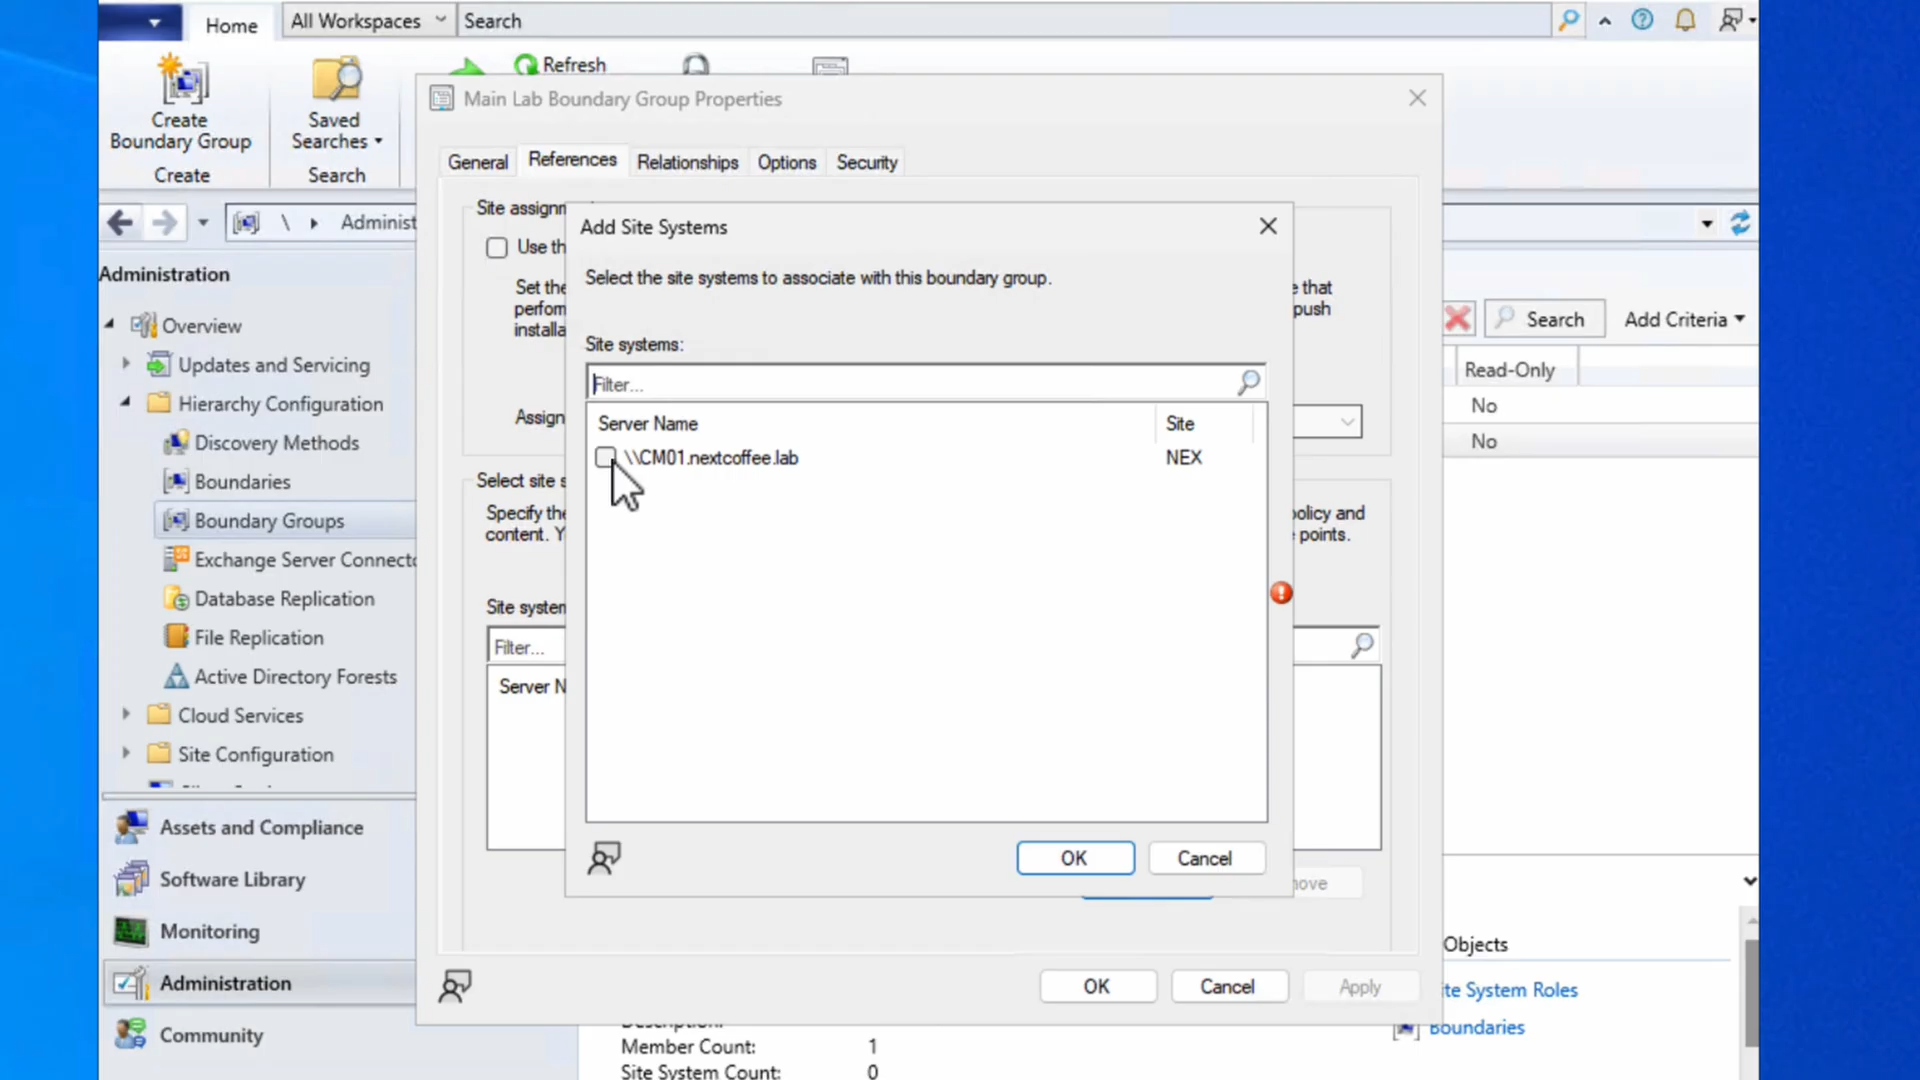 Home
All Workspaces
Search
Refresh
Create
Boundary Group
Saved
Searches
Create
Search
Main Lab Boundary Group Properties
General
References
Relationships
Options
Security
\
Administ
Administration
Overview
Updates and Servicing
Hierarchy Configuration
Discovery Methods
Boundaries
Boundary Groups
Exchange Server Connecto
Database Replication
File Replication
Active Directory Forests
Cloud Services
Site Configuration
Assets and Compliance
Software Library
Monitoring
Administration
Community
Site assignm
Use th
Set the
e that
perform
push
installa
Assign
Select site s
Specify the
policy and
content. Y
points.
Site system
Filter...
Server N
Add Site Systems
Select the site systems to associate with this boundary group.
Site systems:
Filter...
Server Name
Site
\\CM01.nextcoffee.lab
NEX
OK
Cancel
ove
OK
Cancel
Apply
Search
Add Criteria
Read-Only
No
No
Objects
te System Roles
Boundaries
Description:
Member Count:
1
Site System Count:
0